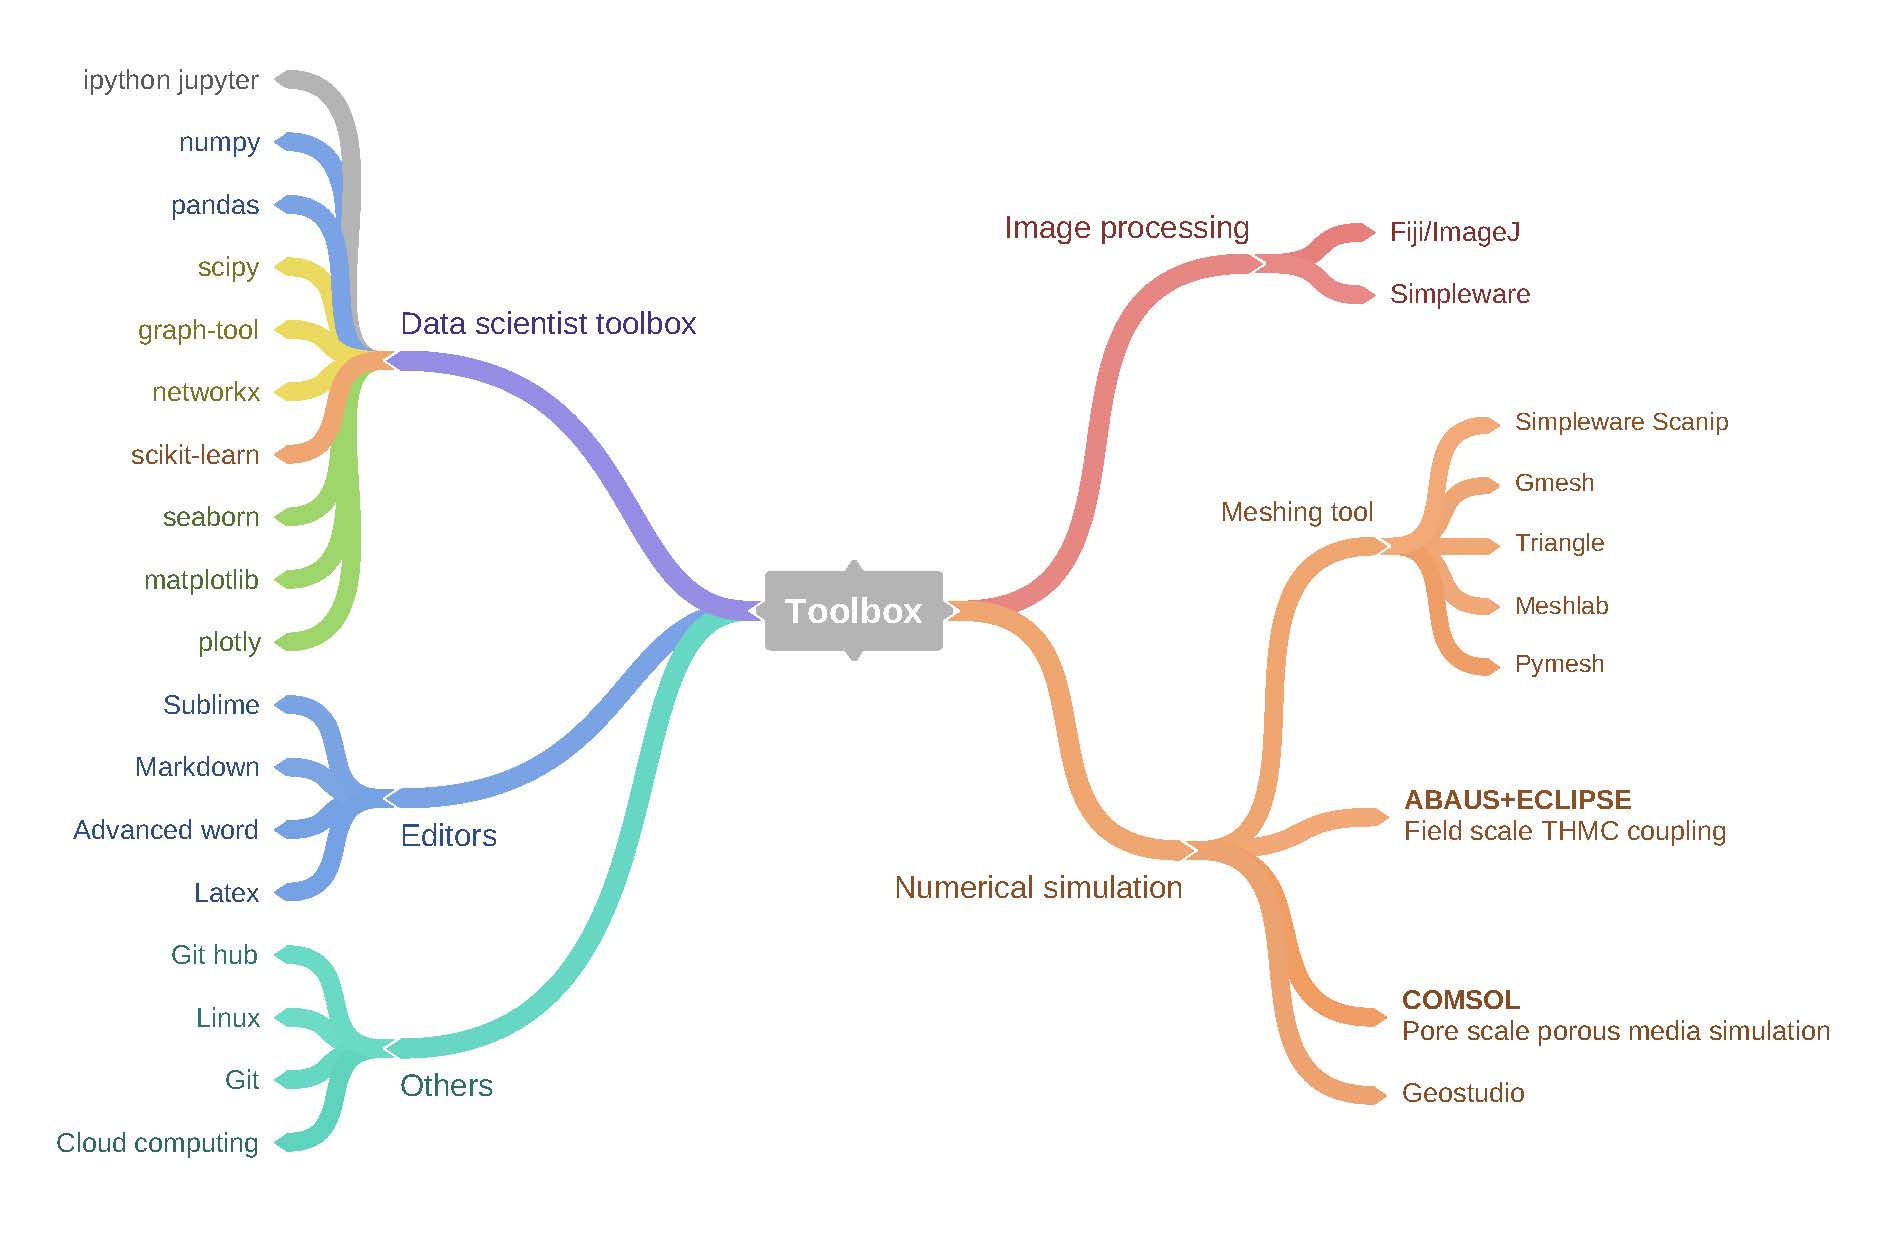 ipython jupyter
numpy
pandas
scipy
graph-tool
networkx
scikit-learn
seaborn
matplotlib
plotly
Data scientist toolbox
Sublime
Markdown
Advanced word
Latex
Editors
Git hub
Linux
Git
Cloud computing
Others
Toolbox
Image processing
Fiji/ImageJ
Simpleware
Meshing tool
Simpleware Scanip
Gmesh
Triangle
Meshlab
Pymesh
Numerical simulation
ABAUS+ECLIPSE
Field scale THMC coupling
COMSOL
Pore scale porous media simulation
Geostudio